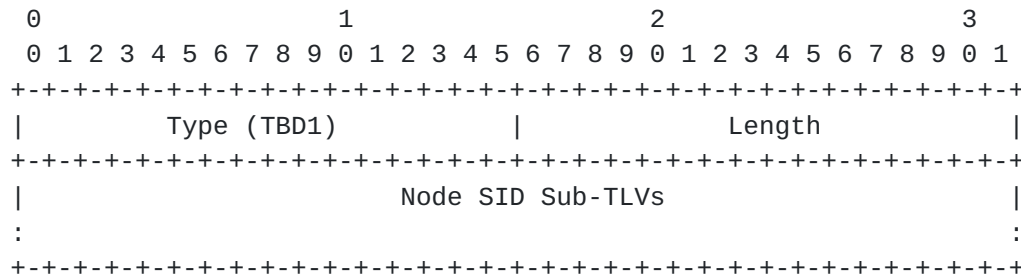 0                   1                   2                   3
 0 1 2 3 4 5 6 7 8 9 0 1 2 3 4 5 6 7 8 9 0 1 2 3 4 5 6 7 8 9 0 1
+-+-+-+-+-+-+-+-+-+-+-+-+-+-+-+-+-+-+-+-+-+-+-+-+-+-+-+-+-+-+-+-+
|         Type (TBD1)           |             Length            |
+-+-+-+-+-+-+-+-+-+-+-+-+-+-+-+-+-+-+-+-+-+-+-+-+-+-+-+-+-+-+-+-+
|                        Node SID Sub-TLVs                      |
:                                                               :
+-+-+-+-+-+-+-+-+-+-+-+-+-+-+-+-+-+-+-+-+-+-+-+-+-+-+-+-+-+-+-+-+